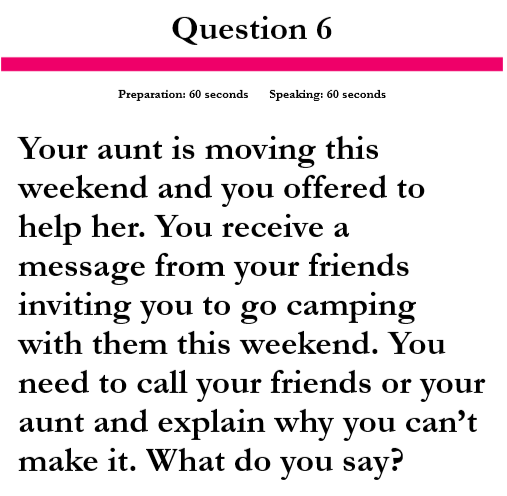 Question 6
Preparation: 60 seconds Speaking: 60 seconds
Your aunt is moving this
weekend and you offered to
help her. You receive a
message from your friends
inviting you to go camping
with them this weekend. You
need to call your friends or your
aunt and explain why you can’t
make it. What do you say?